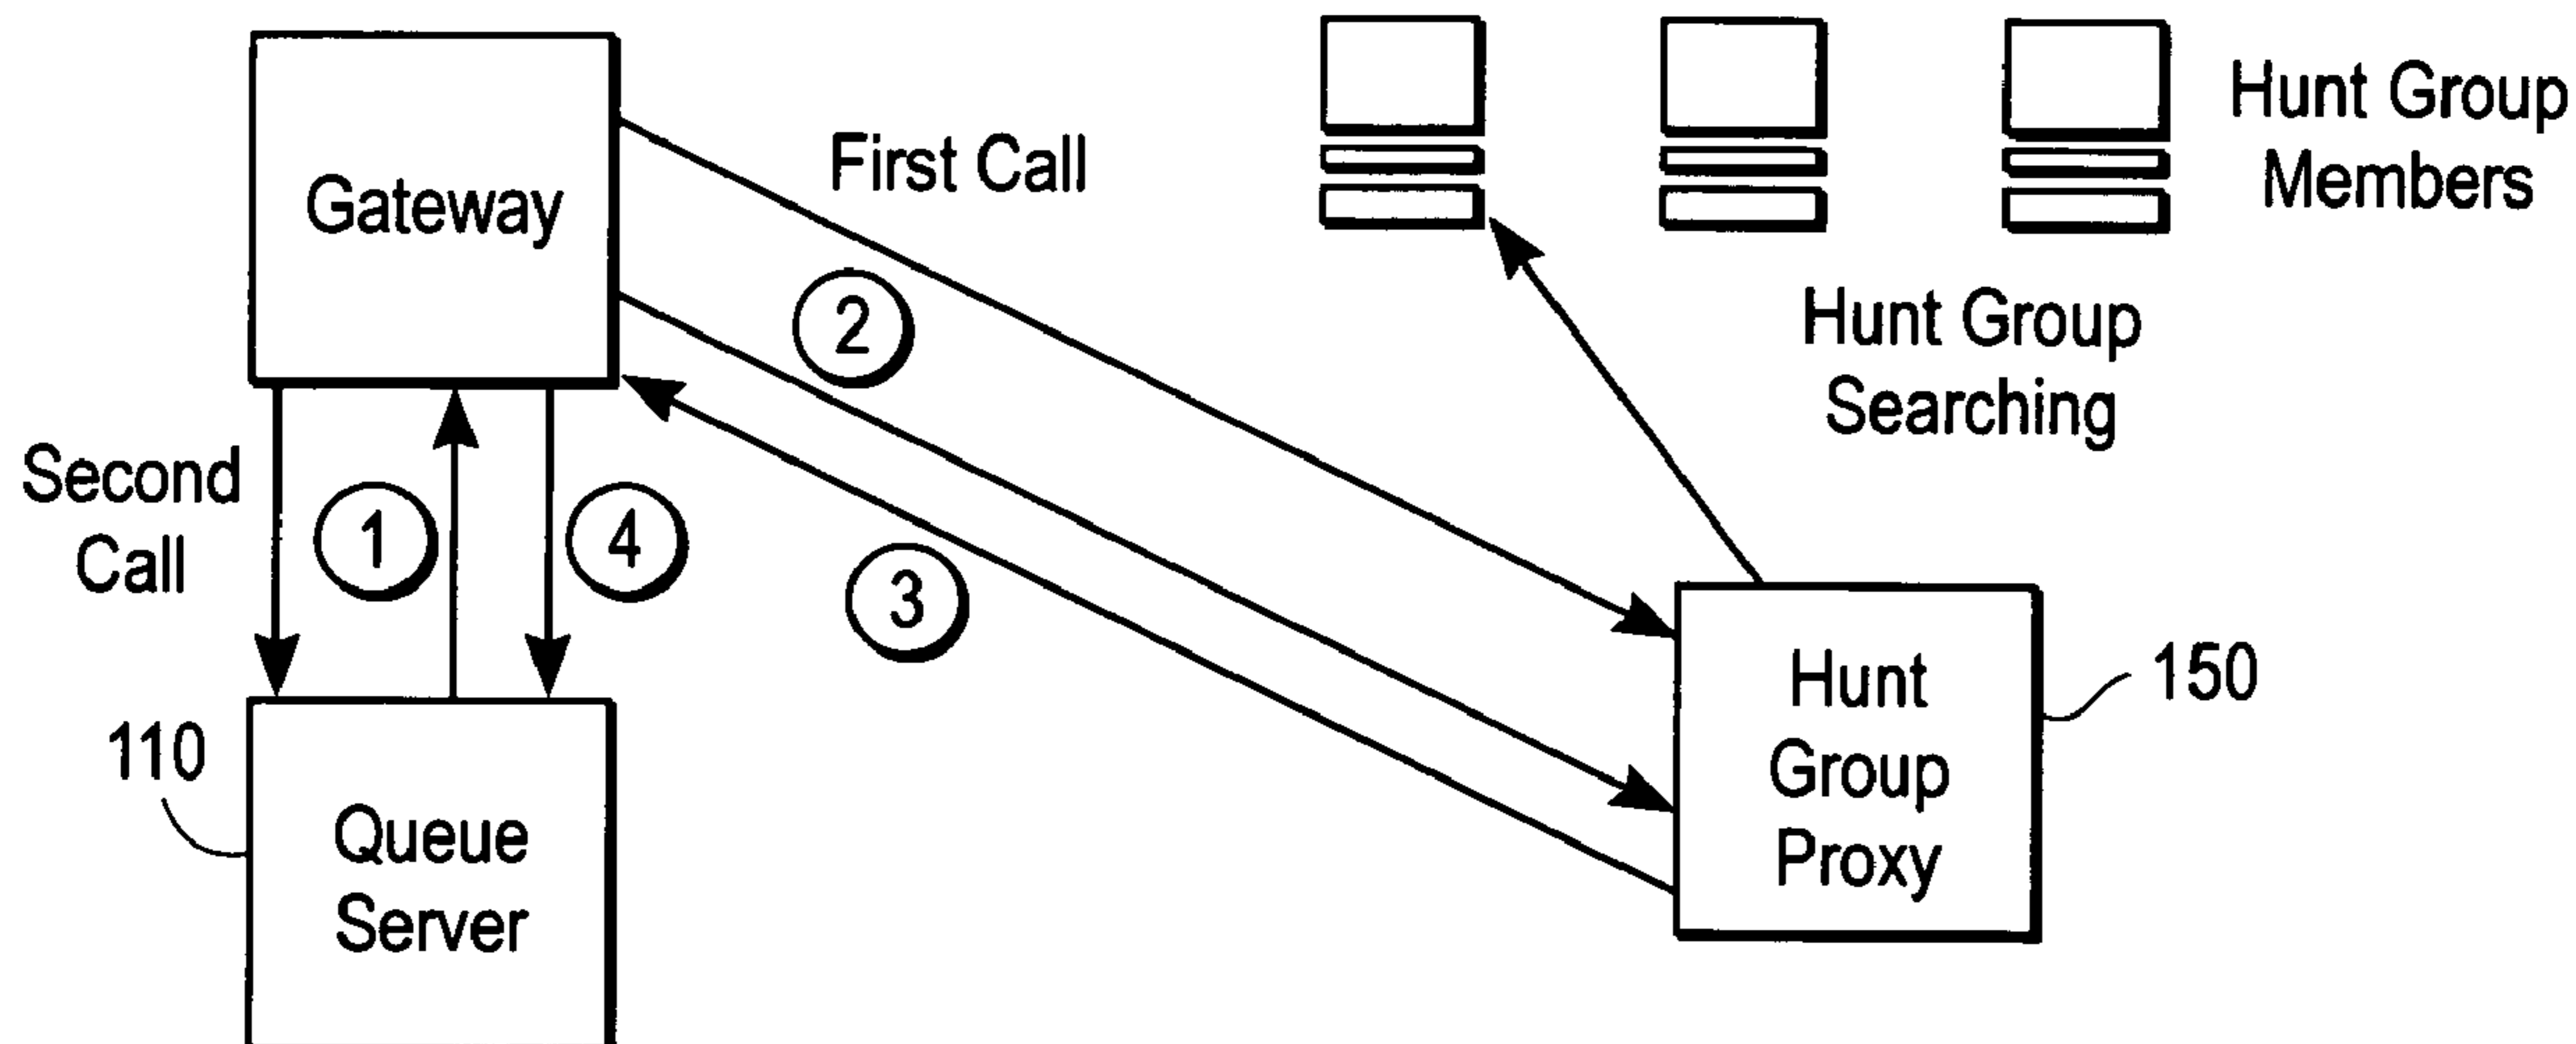 Gateway
First Call
Hunt Group
Members
2
Hunt Group
Searching
Second
Call
1
4
3
110
Queue
Server
Hunt
Group
Proxy
150